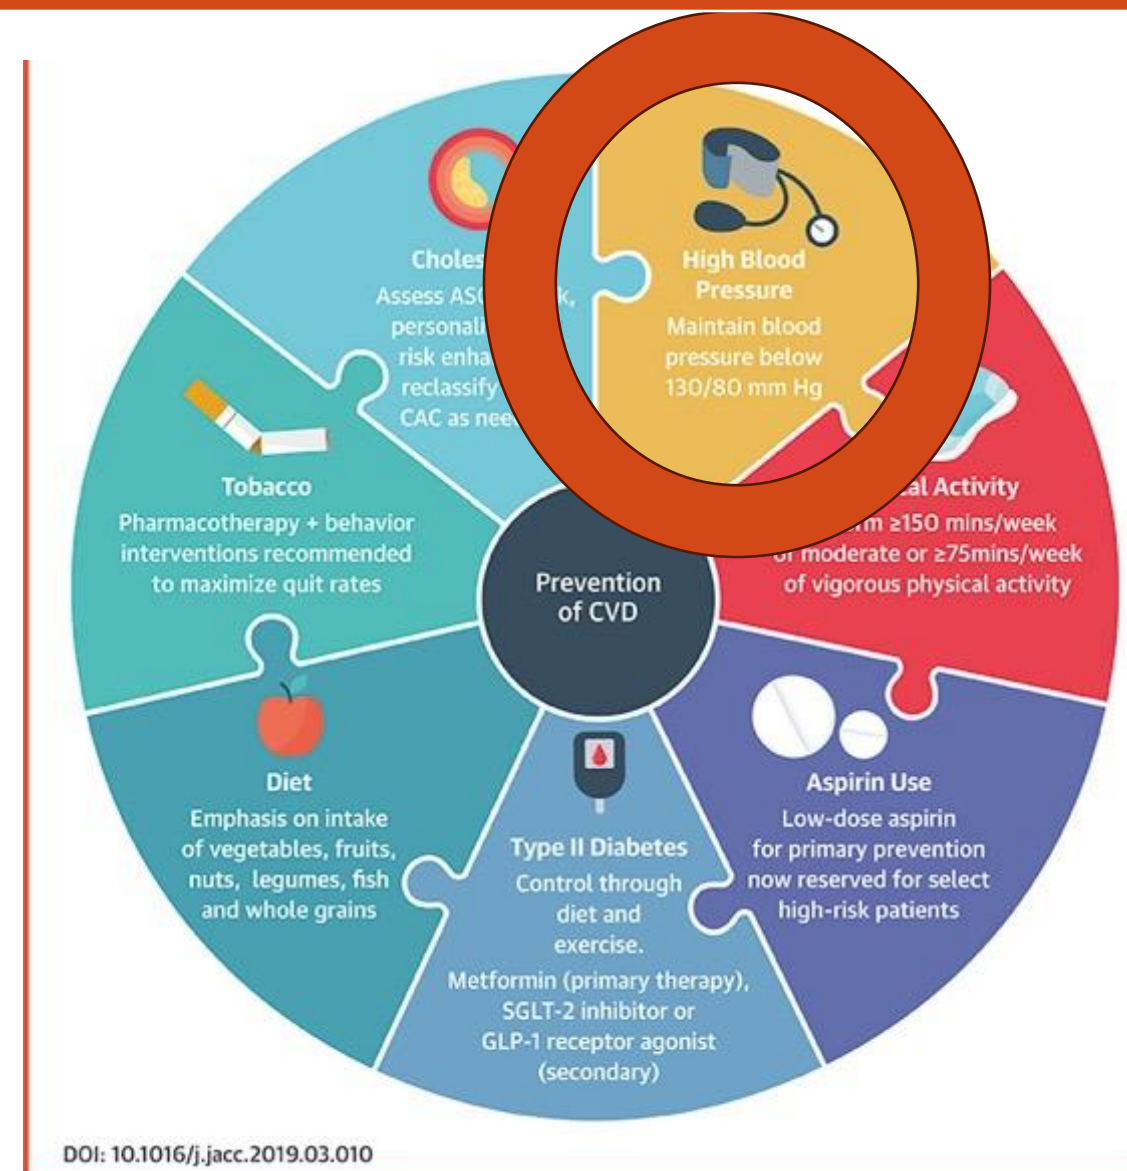 Choles
Assess ASC k,
personali
risk enha
reclassify
CAC as nee
High Blood
Pressure
Maintain blood
pressure below
130/80 mm Hg
al Activity
rm ≥150 mins/week
of moderate or ≥75mins/week
of vigorous physical activity
Tobacco
Pharmacotherapy + behavior
interventions recommended
to maximize quit rates
Prevention
of CVD
Diet
Emphasis on intake
of vegetables, fruits,
nuts, legumes, fish
and whole grains
Type II Diabetes
Control through
diet and
exercise.
Metformin (primary therapy),
SGLT-2 inhibitor or
GLP-1 receptor agonist
(secondary)
Aspirin Use
Low-dose aspirin
for primary prevention
now reserved for select
high-risk patients
DOI: 10.1016/j.jacc.2019.03.010